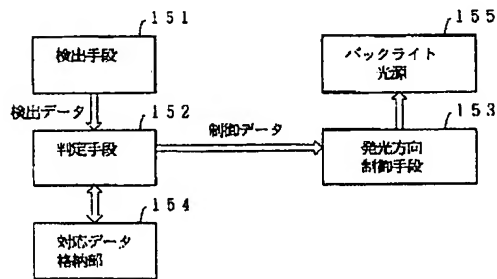 151
検出手段
検出データ
152
判定手段
154
対応データ
格納部
制御データ
155
バックライト
光源
153
発光方向
制御手段